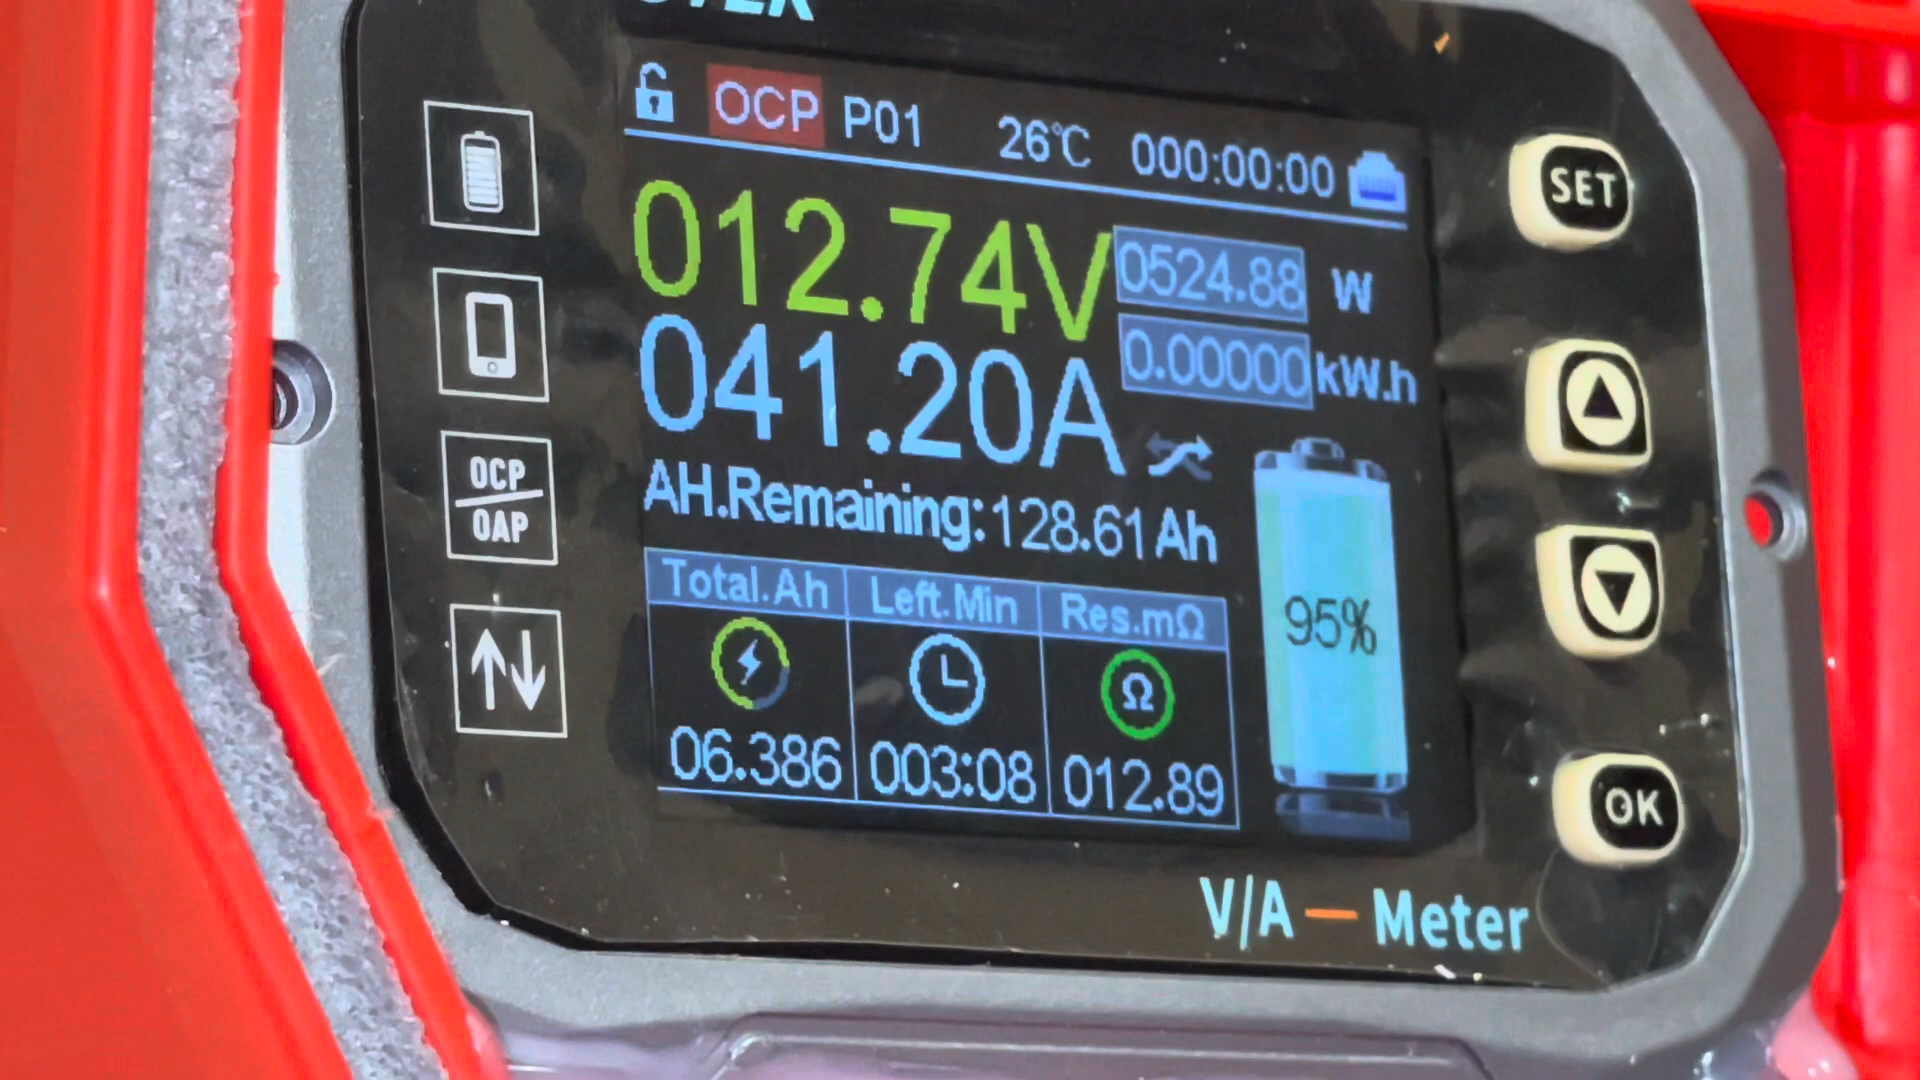 OCP P01 26℃ 000:00:00
012.74V 0524.88 W
041.20A 0.00000 kW.h
AH.Remaining:128.61Ah
Total.Ah Left.Min Res.mΩ
Ω
06.386 003:08 012.89
95%
OCP
OAP
SET
OK
V/A — Meter